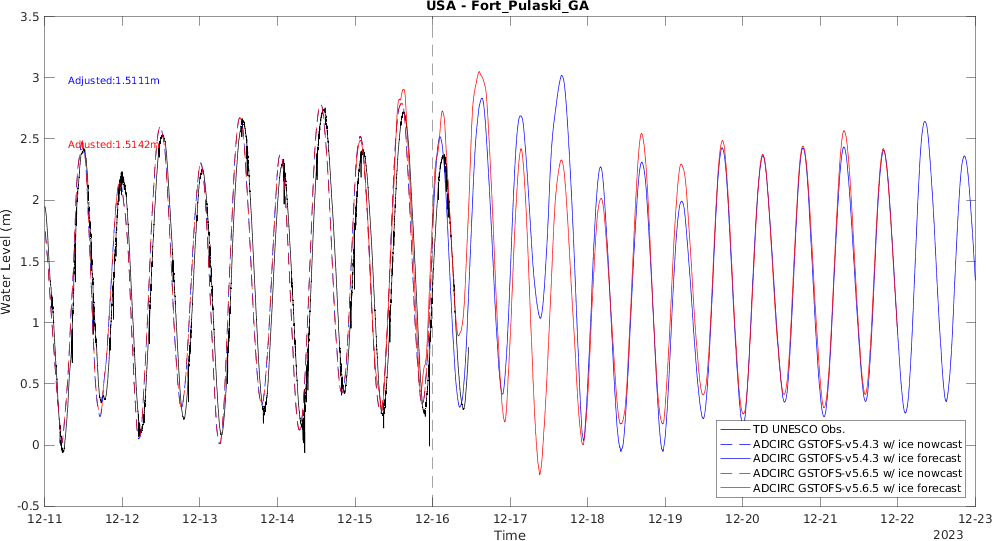 USA - Fort_Pulaski_GA
3.5
3
2.5
2
1.5
1
0.5
0
-0.5
Water Level (m)
Adjusted:1.5111m
Adjusted:1.5142m
TD UNESCO Obs.
ADCIRC GSTOFS-v5.4.3 w/ ice nowcast
ADCIRC GSTOFS-v5.4.3 w/ ice forecast
ADCIRC GSTOFS-v5.6.5 w/ ice nowcast
ADCIRC GSTOFS-v5.6.5 w/ ice forecast
12-11 12-12 12-13 12-14 12-15 12-16 12-17 12-18 12-19 12-20 12-21 12-22 12-23
Time
2023